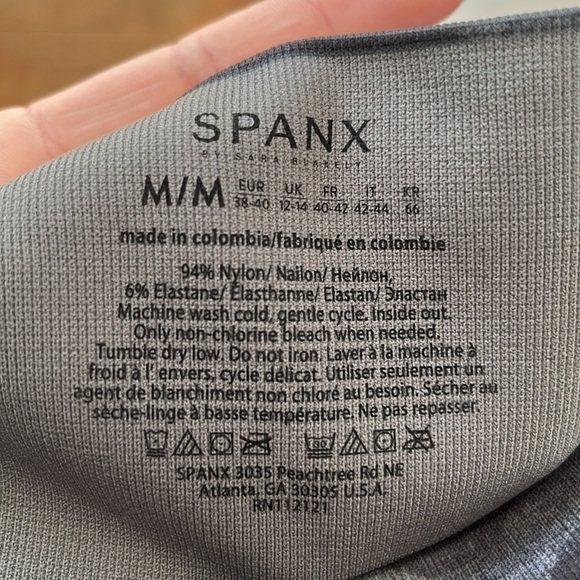 SPANX
BY SARA BLAKELY
M/M EUR UK FR IT KR
38-40 12-14 40-42 42-44 66
made in colombia/fabriqué en colombie
94% Nylon/ Nailon/ Нейлон,
6% Elastane/ Élasthanne/ Elastan/ Эластан
Machine wash cold, gentle cycle. Inside out.
Only non-chlorine bleach when needed.
Tumble dry low. Do not iron. Laver à la machine à
froid à l' envers, cycle délicat. Utiliser seulement un
agent de blanchiment non chloré au besoin. Sécher au
sèche-linge à basse température. Ne pas repasser.
SPANX 3035 Peachtree Rd NE
Atlanta, GA 30305 U.S.A.
RN112121